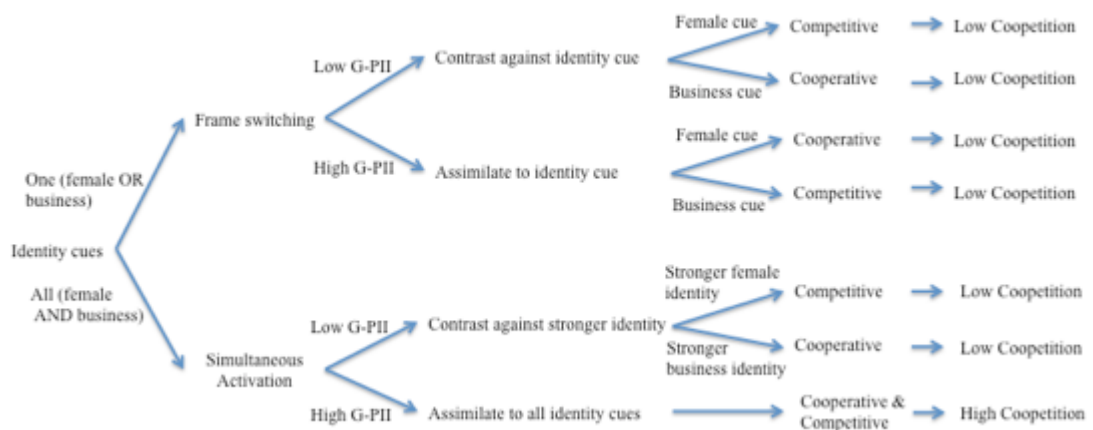 Female cue
Competitive
Low Coopetition
Low G-PII
Contrast against identity cue
Business cue
Cooperative
Low Coopetition
Frame switching
Female cue
Cooperative
Low Coopetition
High G-PII
Assimilate to identity cue
Business cue
Competitive
Low Coopetition
One (female OR
business)
Identity cues
All (female
AND business)
Stronger female
identity
Competitive
Low Coopetition
Low G-PII
Contrast against stronger identity
Stronger
business identity
Cooperative
Low Coopetition
Simultaneous
Activation
High G-PII
Assimilate to all identity cues
Cooperative &
Competitive
High Coopetition